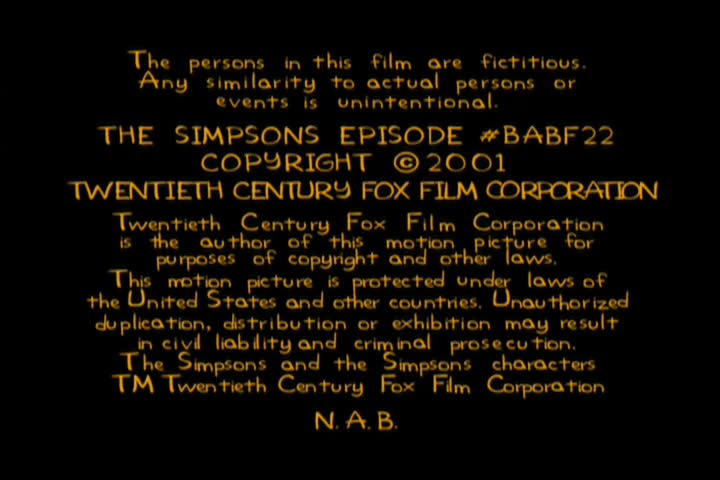 The persons in this film are fictitious.
Any similarity to actual persons or
events is unintentional.
THE SIMPSONS EPISODE #BABF22
COPYRIGHT © 2001
TWENTIETH CENTURY FOX FILM CORPORATION
Twentieth Century Fox Film Corporation
is the author of this motion picture for
purposes of copyright and other laws.
This motion picture is protected under laws of
the United States and other countries. Unauthorized
duplication, distribution or exhibition may result
in civil liability and criminal prosecution.
The Simpsons and the Simpsons characters
TM Twentieth Century Fox Film Corporation
N.A.B.